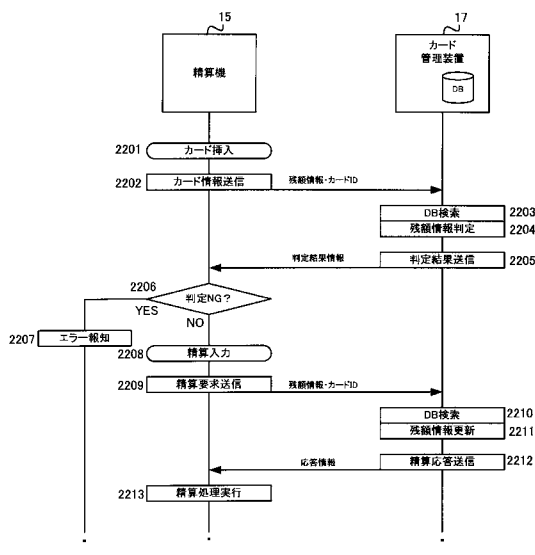 15
17
精算機
カード
管理装置
DB
2201
カード挿入
2202
カード情報送信
残額情報・カードID
DB検索
2203
残額情報判定
2204
判定結果情報
判定結果送信
2205
2206
判定NG?
YES
NO
2207
エラー報知
2208
精算入力
2209
精算要求送信
残額情報・カードID
DB検索
2210
残額情報更新
2211
応答情報
精算応答送信
2212
2213
精算処理実行